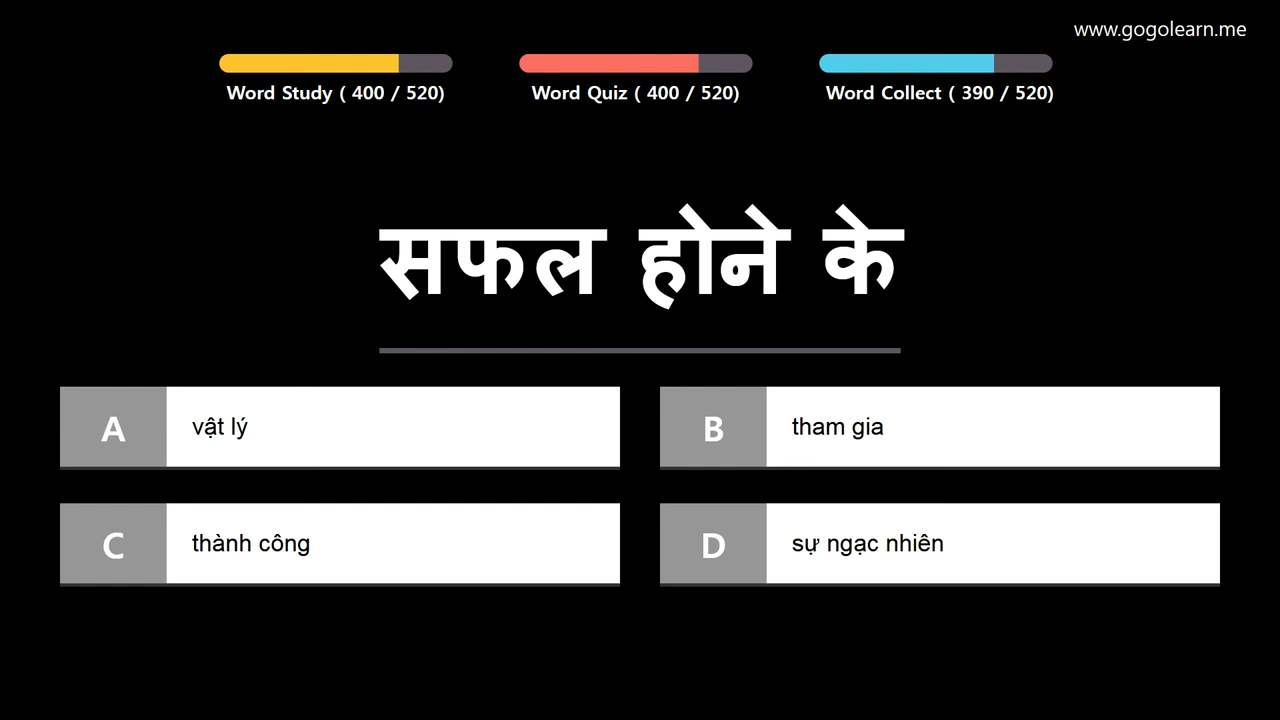 www.gogolearn.me
Word Study ( 400 / 520)
Word Quiz ( 400 / 520)
Word Collect ( 390 / 520)
सफल होने के
A vật lý
B tham gia
C thành công
D sự ngạc nhiên